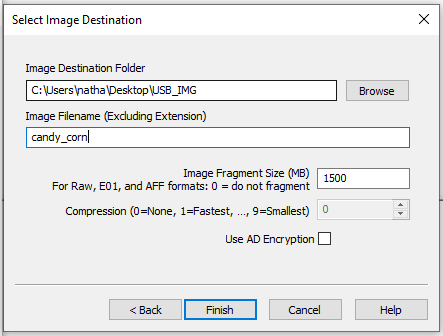 Select Image Destination
Image Destination Folder
C:\Users\natha\Desktop\USB_IMG
Browse
Image Filename (Excluding Extension)
candy_corn
Image Fragment Size (MB)
1500
For Raw, E01, and AFF formats: 0 = do not fragment
Compression (0=None, 1=Fastest, ..., 9=Smallest)
0
Use AD Encryption
< Back
Finish
Cancel
Help